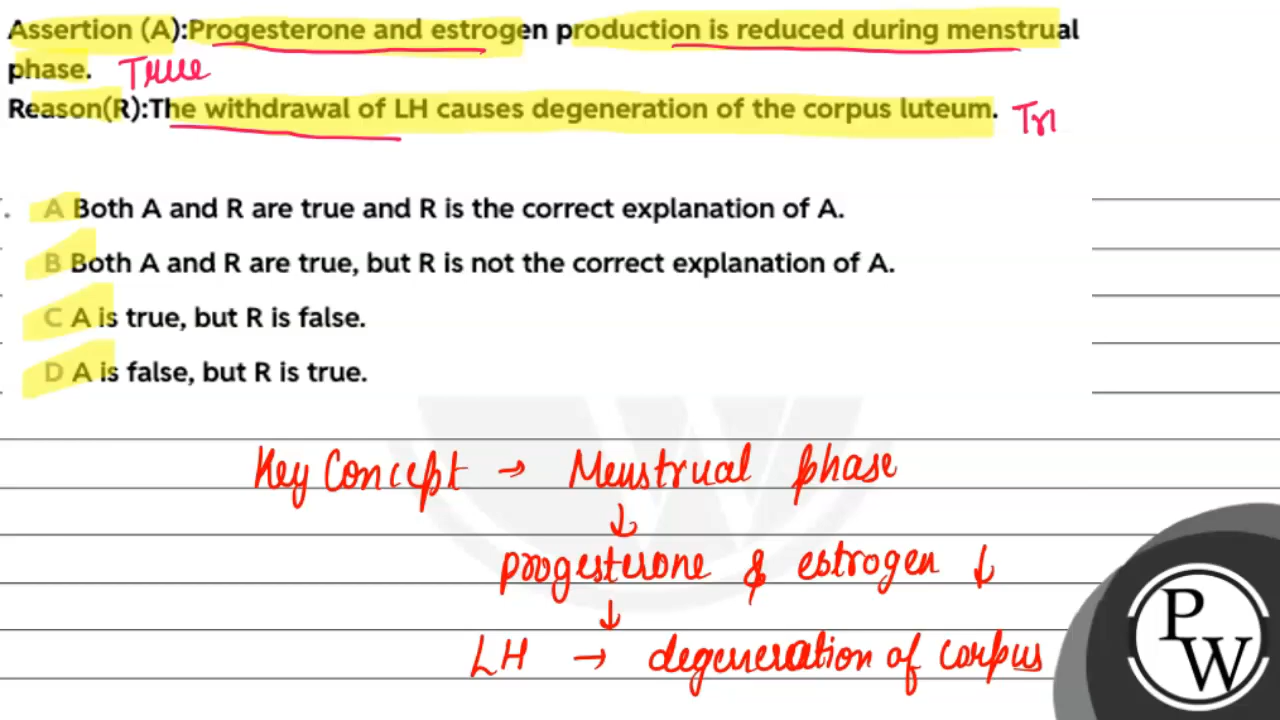 Assertion (A):Progesterone and estrogen production is reduced during menstrual
phase. True
Reason(R):The withdrawal of LH causes degeneration of the corpus luteum. Tr
A Both A and R are true and R is the correct explanation of A.
B Both A and R are true, but R is not the correct explanation of A.
C A is true, but R is false.
D A is false, but R is true.
Key Concept → Menstrual phase
↓
progesterone & estrogen ↓
↓
LH → degeneration of corpus
P
W